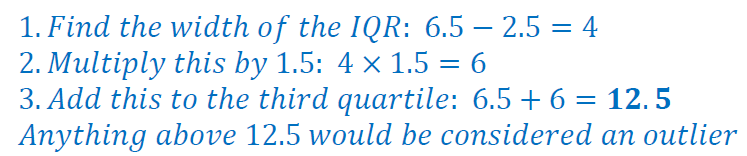 1. Find the width of the IQR: 6.5 − 2.5 = 4
2. Multiply this by 1.5: 4 × 1.5 = 6
3. Add this to the third quartile: 6.5 + 6 = 12.5
Anything above 12.5 would be considered an outlier